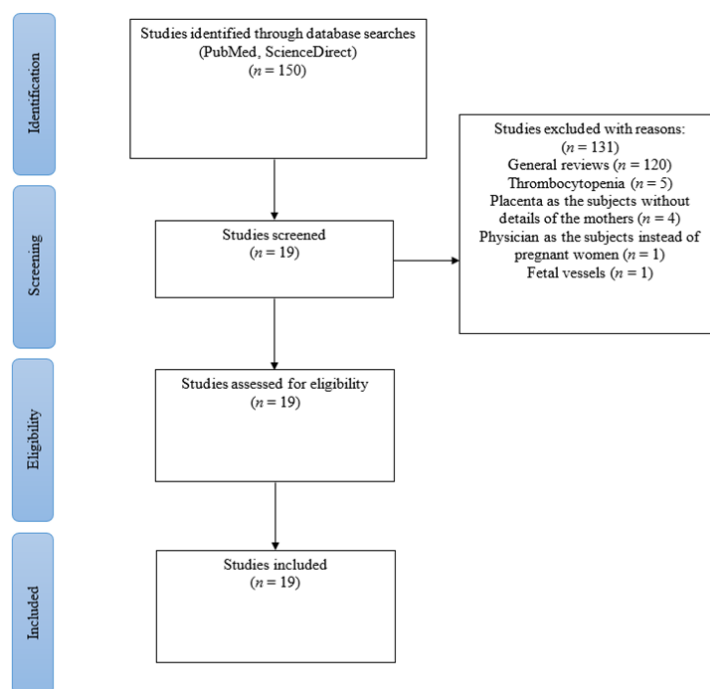 Identification
Studies identified through database searches
(PubMed, ScienceDirect)
(n = 150)
Studies excluded with reasons:
(n = 131)
General reviews (n = 120)
Thrombocytopenia (n = 5)
Placenta as the subjects without
details of the mothers (n = 4)
Physician as the subjects instead of
pregnant women (n = 1)
Fetal vessels (n = 1)
Screening
Studies screened
(n = 19)
Eligibility
Studies assessed for eligibility
(n = 19)
Included
Studies included
(n = 19)